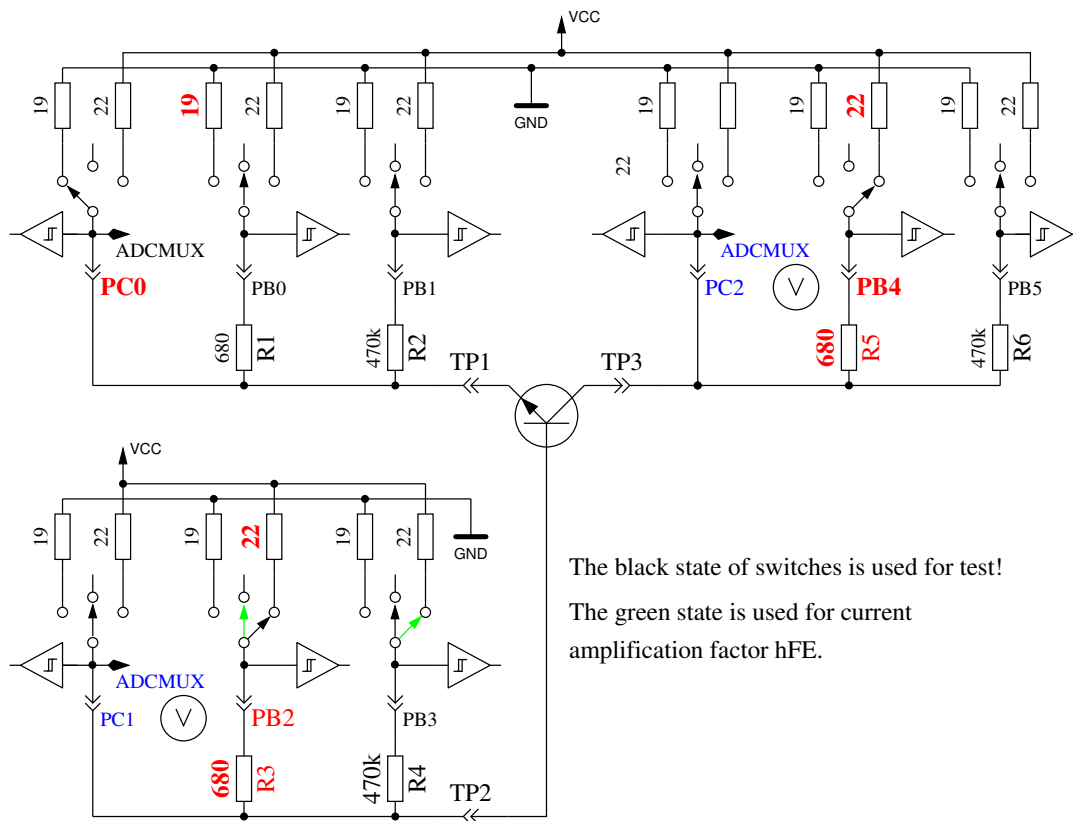 VCC
19
22
19
22
19
22
GND
19
22
19
22
19
22
22
ADCMUX
ADCMUX
PC0
PB0
PB1
PC2
V
PB4
PB5
680
R1
470k
R2
680
R5
470k
R6
TP1
TP3
VCC
19
22
19
22
19
22
GND
The black state of switches is used for test!
The green state is used for current
amplification factor hFE.
ADCMUX
PC1
V
PB2
PB3
680
R3
470k
R4
TP2